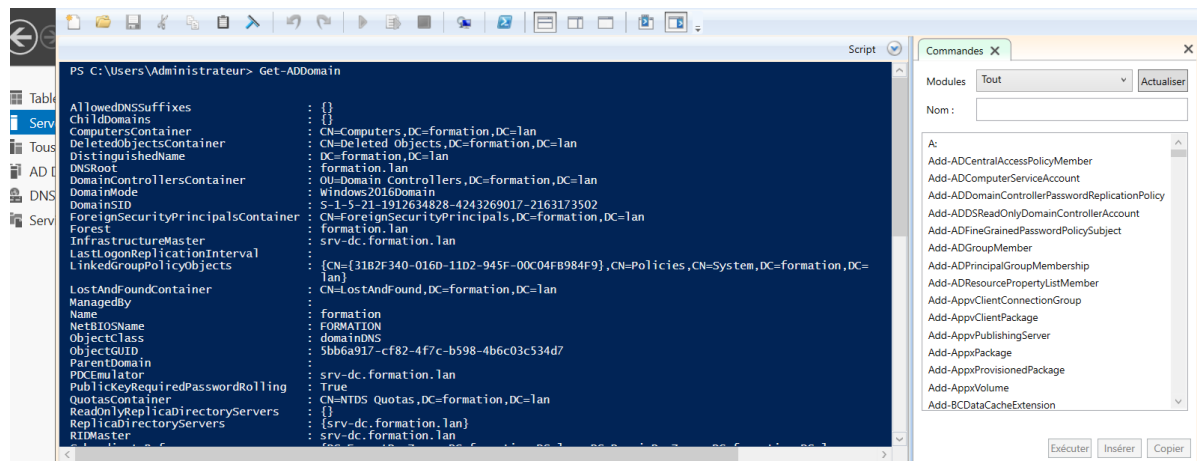 Script
PS C:\Users\Administrateur> Get-ADDomain
AllowedDNSSuffixes : {}
ChildDomains : {}
ComputersContainer : CN=Computers,DC=formation,DC=lan
DeletedObjectsContainer : CN=Deleted Objects,DC=formation,DC=lan
DistinguishedName : DC=formation,DC=lan
DNSRoot : formation.lan
DomainControllersContainer : OU=Domain Controllers,DC=formation,DC=lan
DomainMode : Windows2016Domain
DomainSID : S-1-5-21-1912634828-4243269017-2163173502
ForeignSecurityPrincipalsContainer : CN=ForeignSecurityPrincipals,DC=formation,DC=lan
Forest : formation.lan
InfrastructureMaster : srv-dc.formation.lan
LastLogonReplicationInterval :
LinkedGroupPolicyObjects : {CN={31B2F340-016D-11D2-945F-00C04FB984F9},CN=Policies,CN=System,DC=formation,DC=
lan}
LostAndFoundContainer : CN=LostAndFound,DC=formation,DC=lan
ManagedBy :
Name : formation
NetBIOSName : FORMATION
ObjectClass : domainDNS
ObjectGUID : 5bb6a917-cf82-4f7c-b598-4b6c03c534d7
ParentDomain :
PDCEmulator : srv-dc.formation.lan
PublicKeyRequiredPasswordRolling : True
QuotasContainer : CN=NTDS Quotas,DC=formation,DC=lan
ReadOnlyReplicaDirectoryServers : {}
ReplicaDirectoryServers : {srv-dc.formation.lan}
RIDMaster : srv-dc.formation.lan
Table
Serv
Tous
AD D
DNS
Serv
Commandes X
Modules Tout Actualiser
Nom :
A:
Add-ADCentralAccessPolicyMember
Add-ADComputerServiceAccount
Add-ADDomainControllerPasswordReplicationPolicy
Add-ADDSReadOnlyDomainControllerAccount
Add-ADFineGrainedPasswordPolicySubject
Add-ADGroupMember
Add-ADPrincipalGroupMembership
Add-ADResourcePropertyListMember
Add-AppvClientConnectionGroup
Add-AppvClientPackage
Add-AppvPublishingServer
Add-AppxPackage
Add-AppxProvisionedPackage
Add-AppxVolume
Add-BCDataCacheExtension
Exécuter Insérer Copier